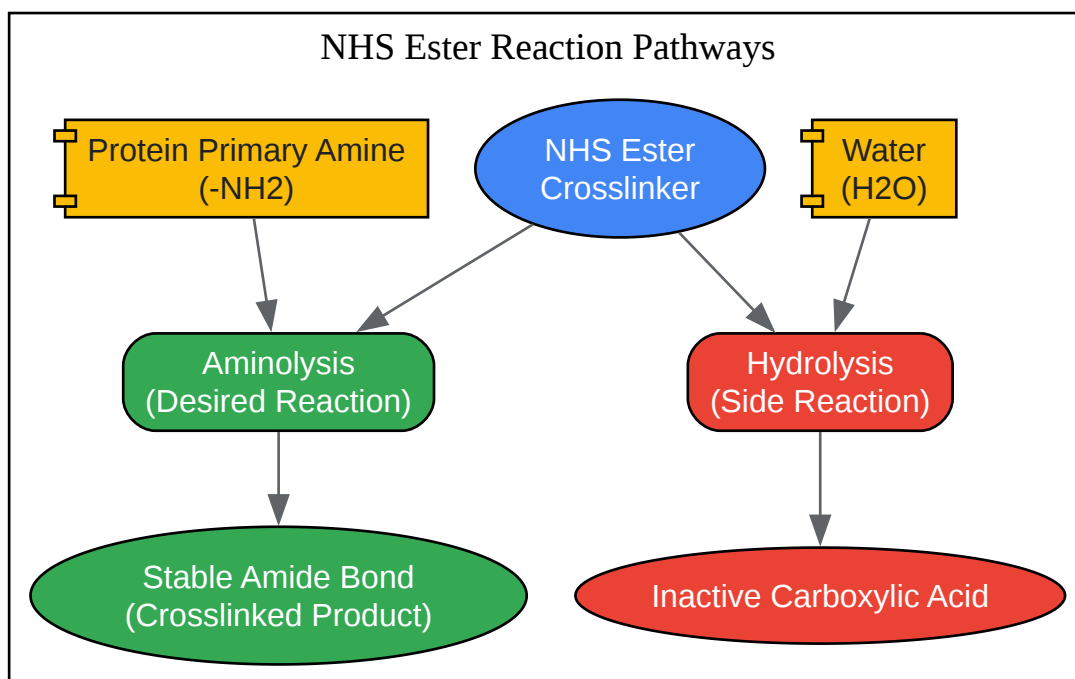 NHS Ester Reaction Pathways
Protein Primary Amine
(-NH2)
NHS Ester
Crosslinker
Water
(H2O)
Aminolysis
(Desired Reaction)
Hydrolysis
(Side Reaction)
Stable Amide Bond
(Crosslinked Product)
Inactive Carboxylic Acid